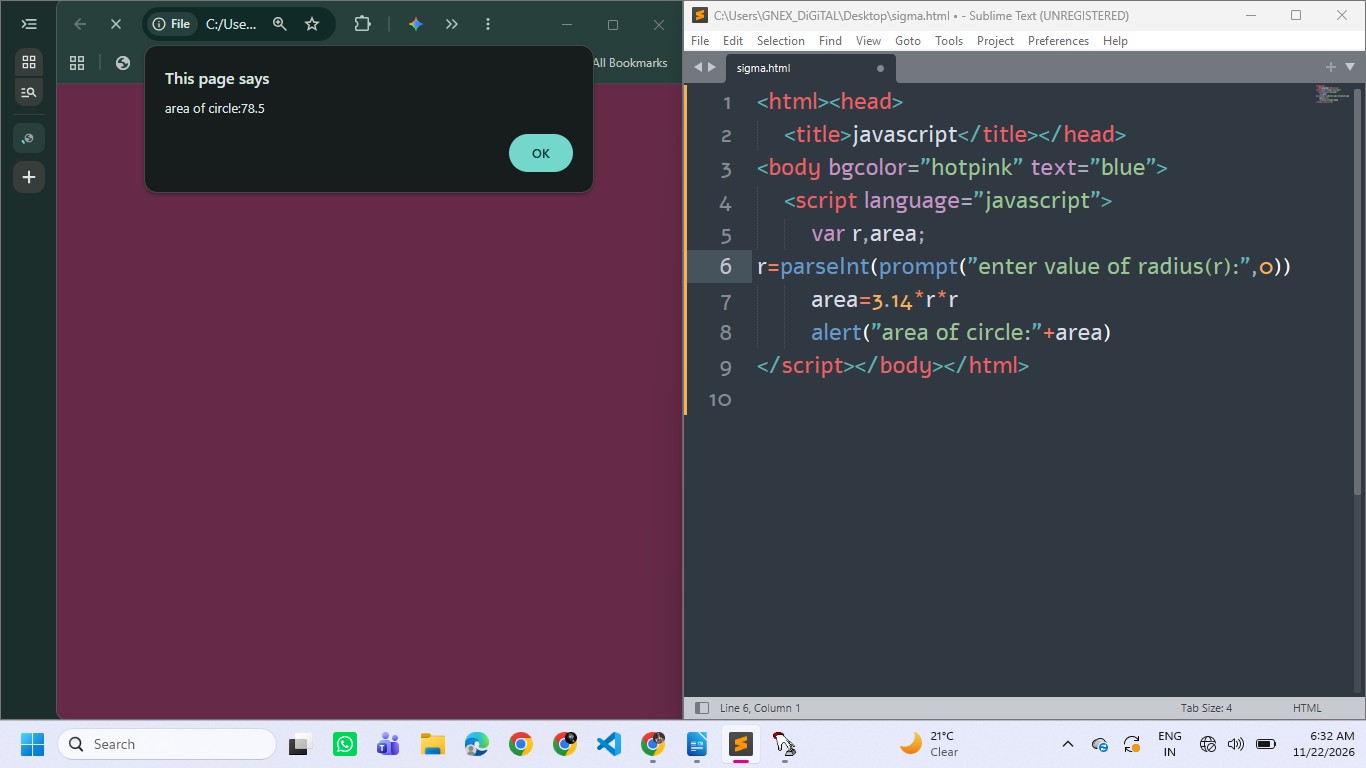 File
C:/Use...
All Bookmarks
This page says
area of circle:78.5
OK
C:\Users\GNEX_DiGiTAL\Desktop\sigma.html • - Sublime Text (UNREGISTERED)
File Edit Selection Find View Goto Tools Project Preferences Help
sigma.html
1 <html><head>
2 <title>javascript</title></head>
3 <body bgcolor="hotpink" text="blue">
4 <script language="javascript">
5 var r,area;
6 r=parseInt(prompt("enter value of radius(r):",0))
7 area=3.14*r*r
8 alert("area of circle:"+area)
9 </script></body></html>
10
Line 6, Column 1
Tab Size: 4
HTML
Search
21°C
Clear
ENG
IN
6:32 AM
11/22/2026